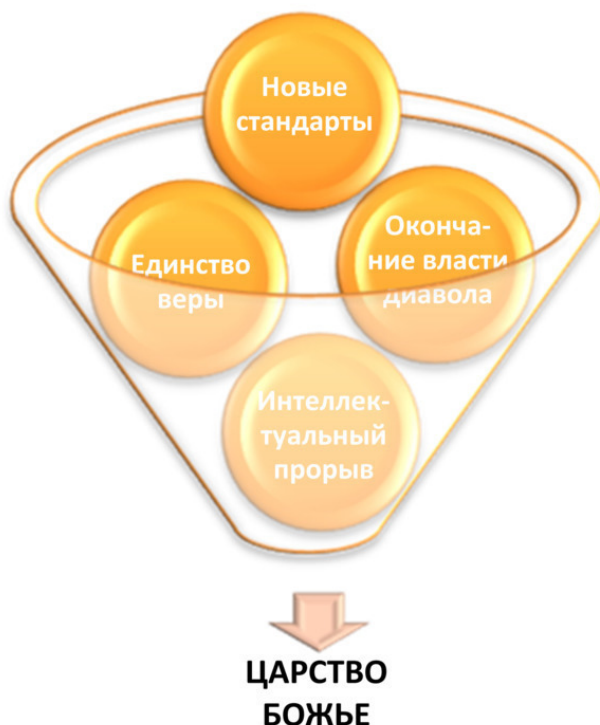 Новые
стандарты
Единство
веры
Оконча-
ние власти
диавола
Интеллек-
туальный
прорыв
ЦАРСТВО
БОЖЬЕ